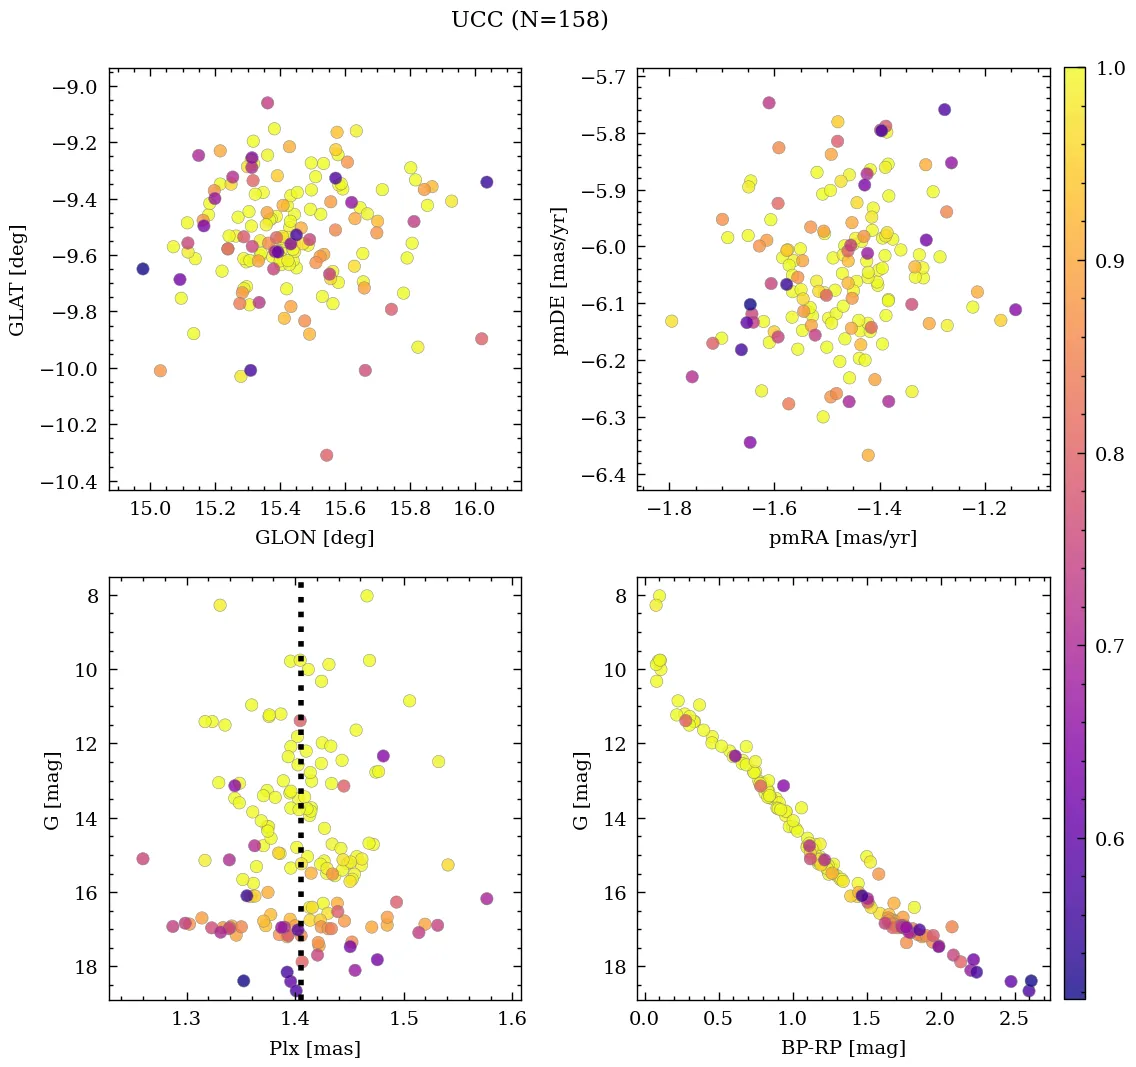 UCC (N=158)
−9.0
−9.2
−9.4
−9.6
−9.8
−10.0
−10.2
−10.4
GLAT [deg]
15.0 15.2 15.4 15.6 15.8 16.0
GLON [deg]
−5.7
−5.8
−5.9
−6.0
−6.1
−6.2
−6.3
−6.4
pmDE [mas/yr]
−1.8 −1.6 −1.4 −1.2
pmRA [mas/yr]
8
10
12
14
16
18
G [mag]
1.3 1.4 1.5 1.6
Plx [mas]
8
10
12
14
16
18
G [mag]
0.0 0.5 1.0 1.5 2.0 2.5
BP-RP [mag]
1.0
0.9
0.8
0.7
0.6